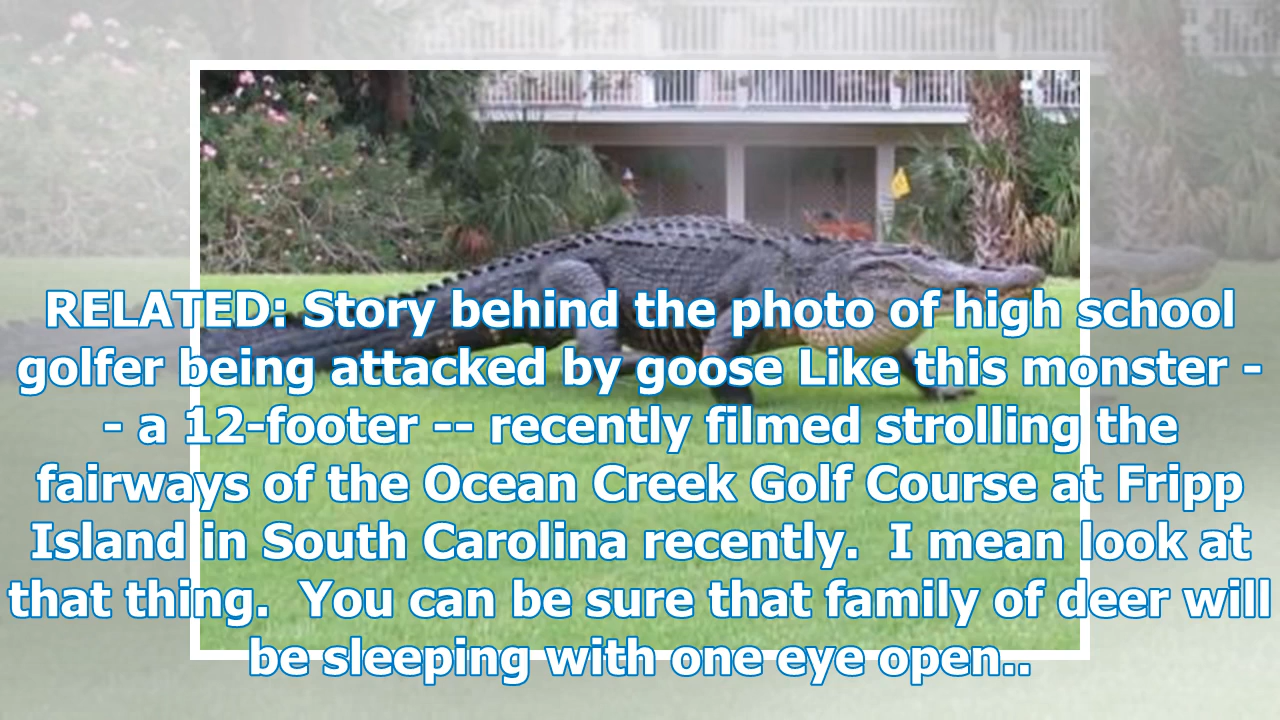 RELATED: Story behind the photo of high school
golfer being attacked by goose Like this monster -
- a 12-footer -- recently filmed strolling the
fairways of the Ocean Creek Golf Course at Fripp
Island in South Carolina recently.  I mean look at
that thing.  You can be sure that family of deer will
be sleeping with one eye open..